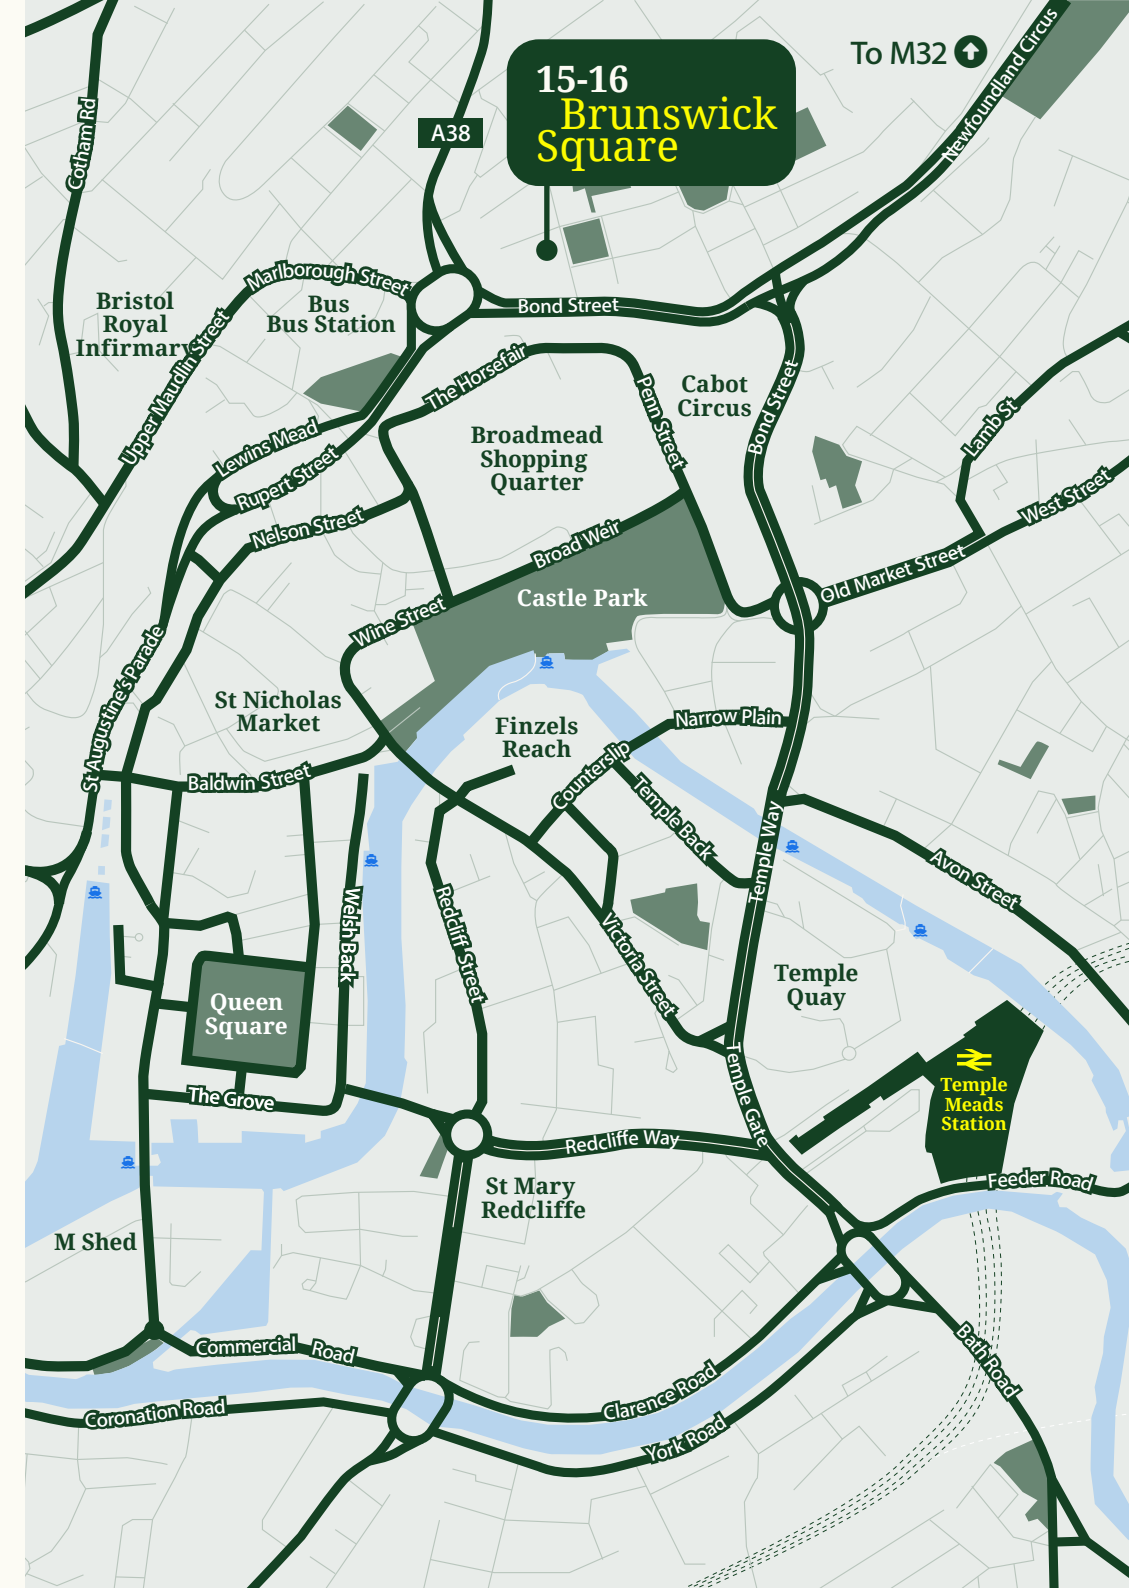 To M32
15-16
Brunswick
Square
Newfoundland Circus
Cotham Rd
A38
Marlborough Street
Bristol
Royal
Infirmary
Bus
Bus Station
Bond Street
Upper Maudlin Street
The Horsefair
Penn Street
Cabot
Circus
Bond Street
Lamb St
Lewins Mead
Broadmead
Shopping
Quarter
Rupert Street
West Street
Nelson Street
Broad Weir
Old Market Street
Castle Park
Wine Street
St Augustine's Parade
St Nicholas
Market
Finzels
Reach
Narrow Plain
Counterslip
Baldwin Street
Temple Back
Temple Way
Avon Street
Welsh Back
Redcliff Street
Victoria Street
Temple
Quay
Queen
Square
Temple
Meads
Station
The Grove
Temple Gate
Redcliffe Way
Feeder Road
St Mary
Redcliffe
M Shed
Commercial Road
Bath Road
Clarence Road
Coronation Road
York Road